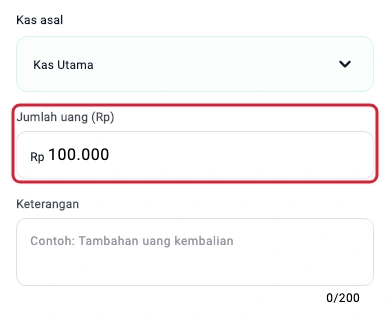 Kas asal
Kas Utama
Jumlah uang (Rp)
Rp 100.000
Keterangan
Contoh: Tambahan uang kembalian
0/200